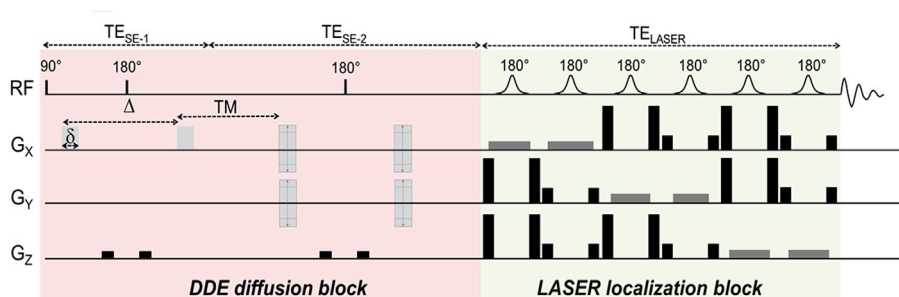 TE_SE-1 TE_SE-2 TE_LASER
90° 180° 180° 180° 180° 180° 180° 180° 180°
RF
Δ TM
δ
G_X
G_Y
G_Z
DDE diffusion block LASER localization block